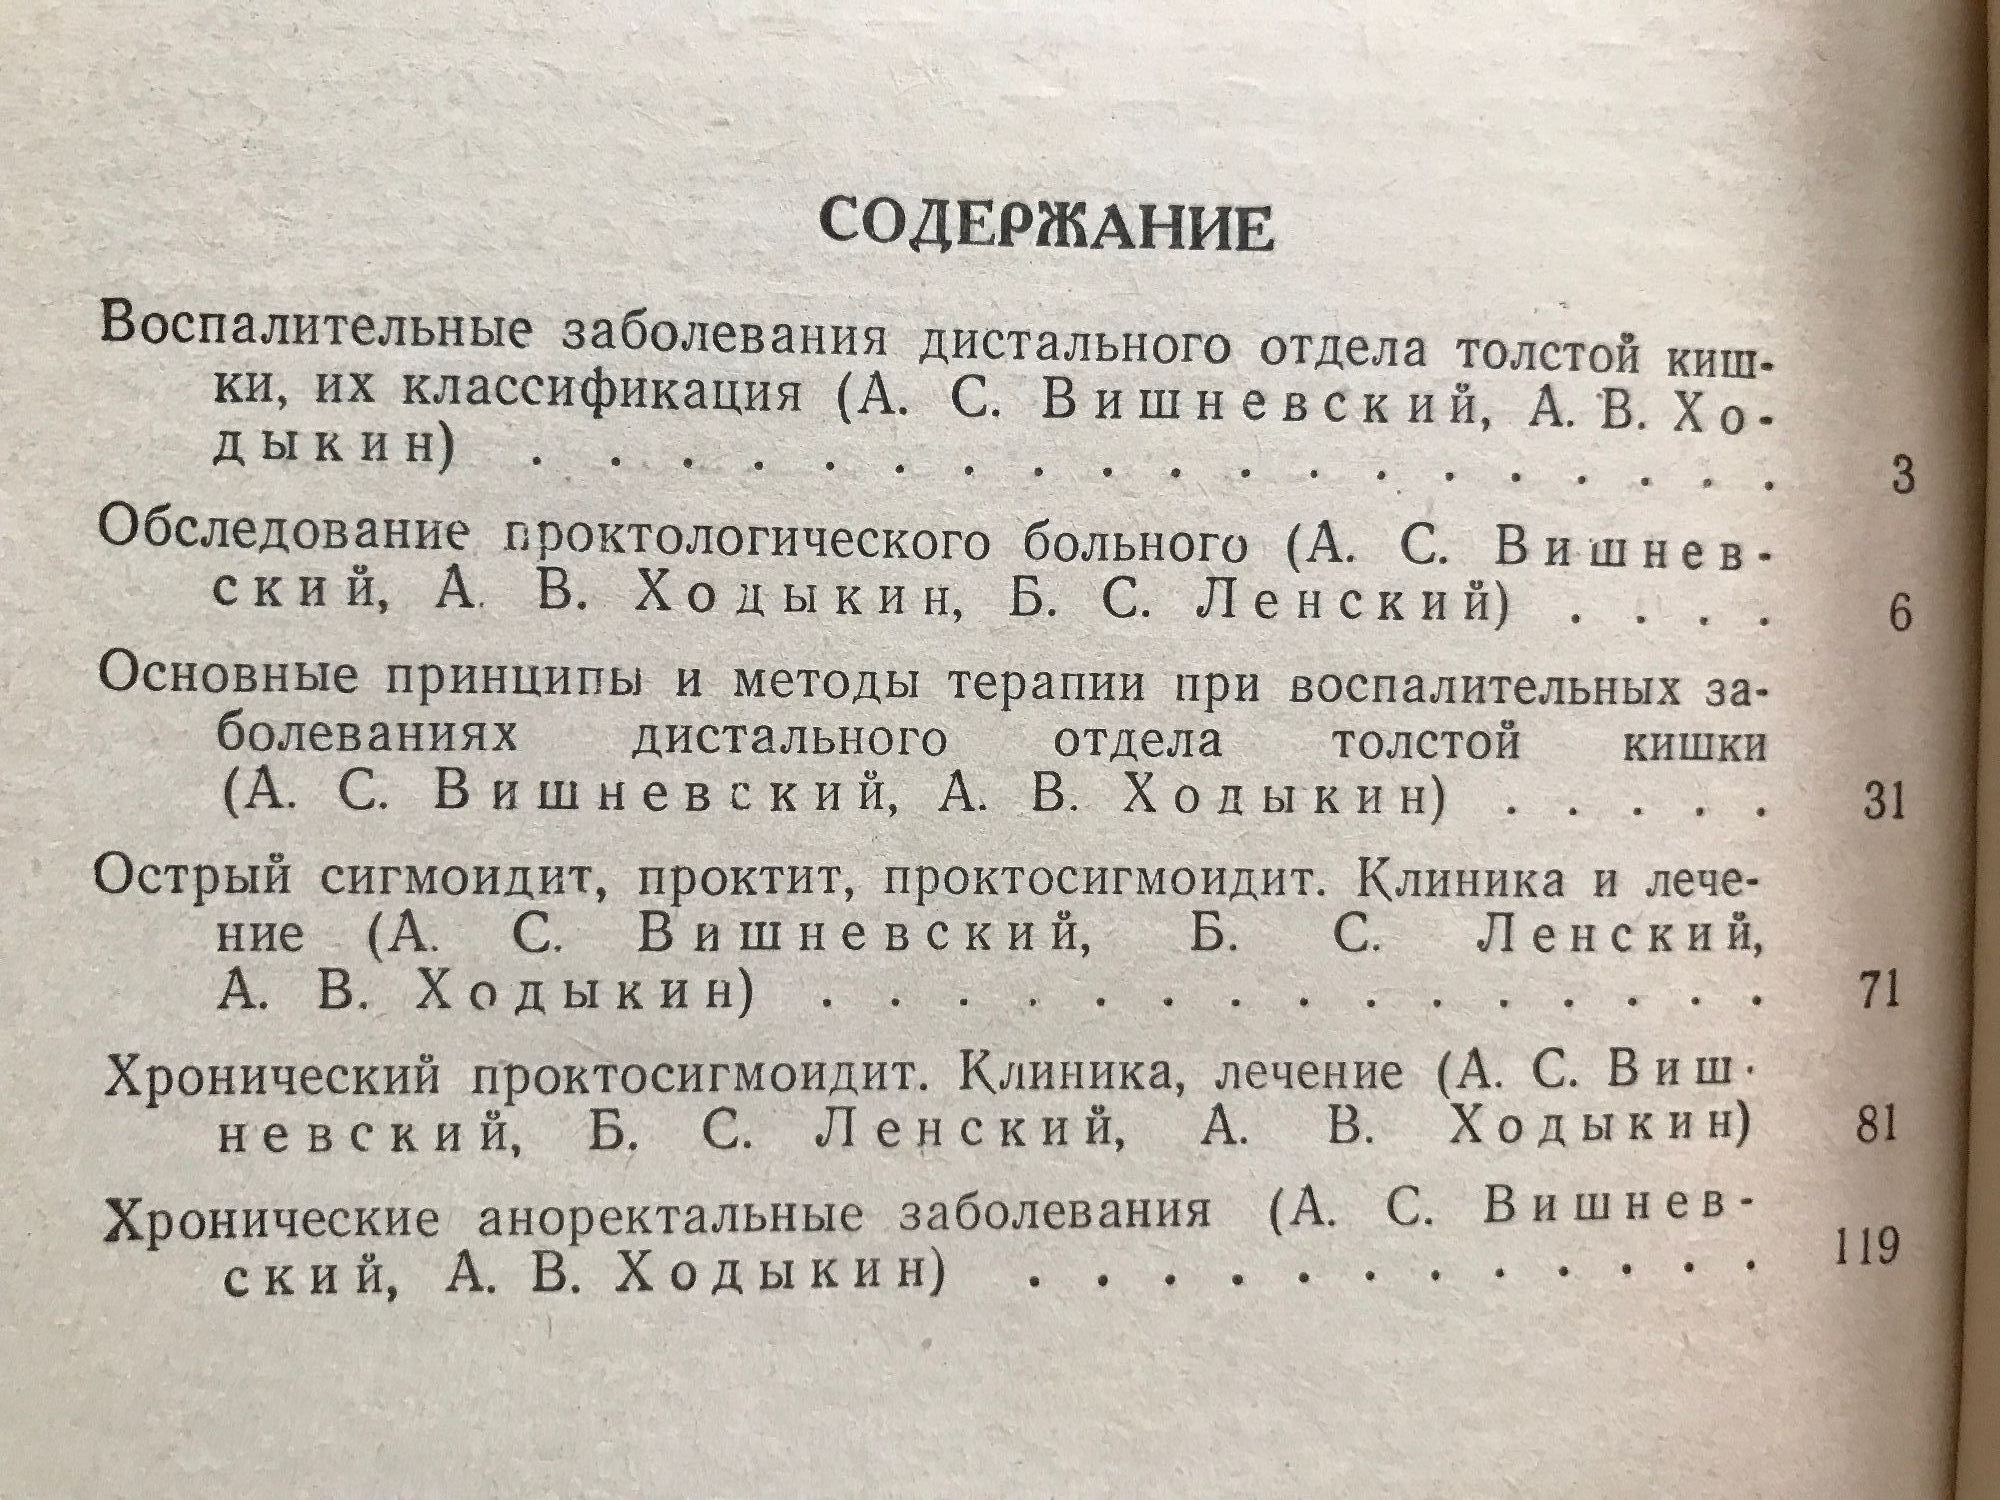 СОДЕРЖАНИЕ
Воспалительные заболевания дистального отдела толстой киш-
ки, их классификация (А. С. Вишневский, А. В. Хо-
дыкин) . . . . . . . . . . . . . . . . . . 3
Обследование проктологического больного (А. С. Вишнев-
ский, А. В. Ходыкин, Б. С. Ленский) . . . . 6
Основные принципы и методы терапии при воспалительных за-
болеваниях дистального отдела толстой кишки
(А. С. Вишневский, А. В. Ходыкин) . . . . . 31
Острый сигмоидит, проктит, проктосигмоидит. Клиника и лече-
ние (А. С. Вишневский, Б. С. Ленский,
А. В. Ходыкин) . . . . . . . . . . . . . . . 71
Хронический проктосигмоидит. Клиника, лечение (А. С. Виш-
невский, Б. С. Ленский, А. В. Ходыкин) 81
Хронические аноректальные заболевания (А. С. Вишнев-
ский, А. В. Ходыкин) . . . . . . . . . . . 119